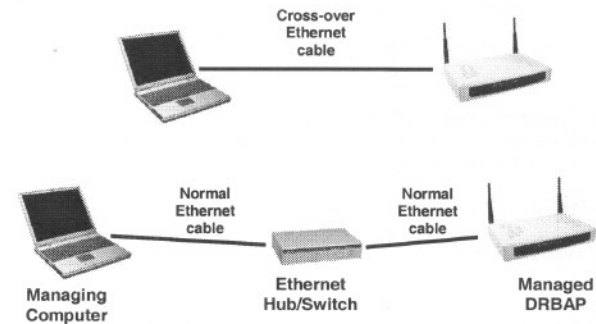 Cross-over
Ethernet
cable
Normal
Ethernet
cable
Normal
Ethernet
cable
Managing
Computer
Ethernet
Hub/Switch
Managed
DRBAP